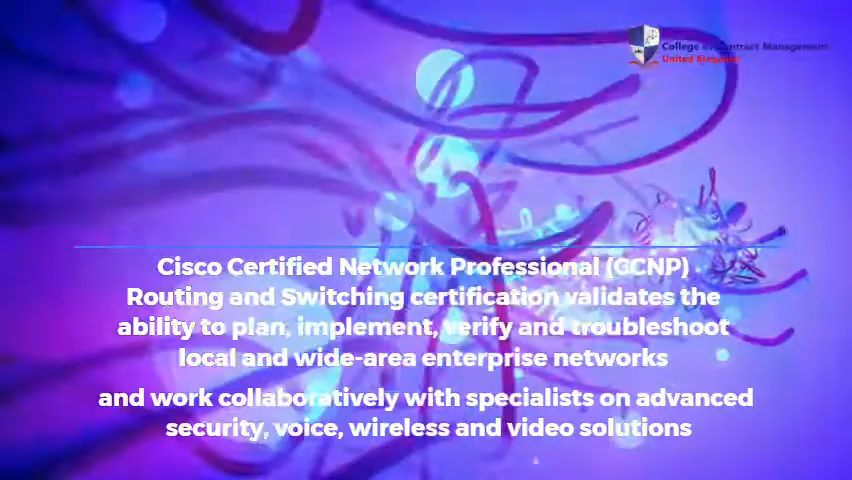 College of Contract Management
United Kingdom
Cisco Certified Network Professional (CCNP)
Routing and Switching certification validates the
ability to plan, implement, verify and troubleshoot
local and wide-area enterprise networks
and work collaboratively with specialists on advanced
security, voice, wireless and video solutions